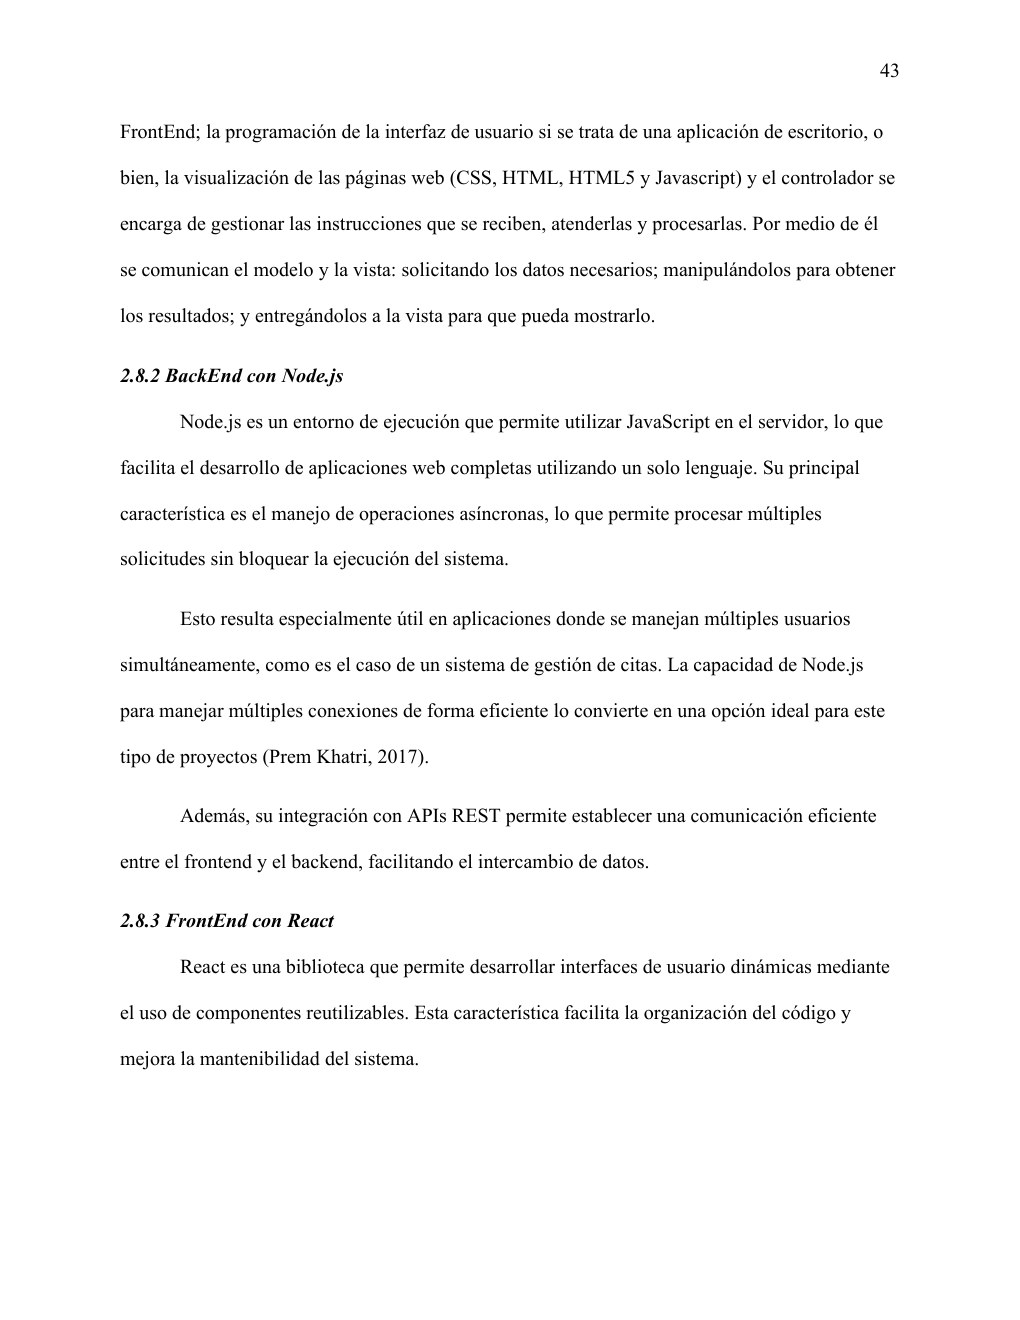 43
FrontEnd; la programación de la interfaz de usuario si se trata de una aplicación de escritorio, o
bien, la visualización de las páginas web (CSS, HTML, HTML5 y Javascript) y el controlador se
encarga de gestionar las instrucciones que se reciben, atenderlas y procesarlas. Por medio de él
se comunican el modelo y la vista: solicitando los datos necesarios; manipulándolos para obtener
los resultados; y entregándolos a la vista para que pueda mostrarlo.
2.8.2 BackEnd con Node.js
Node.js es un entorno de ejecución que permite utilizar JavaScript en el servidor, lo que
facilita el desarrollo de aplicaciones web completas utilizando un solo lenguaje. Su principal
característica es el manejo de operaciones asíncronas, lo que permite procesar múltiples
solicitudes sin bloquear la ejecución del sistema.
Esto resulta especialmente útil en aplicaciones donde se manejan múltiples usuarios
simultáneamente, como es el caso de un sistema de gestión de citas. La capacidad de Node.js
para manejar múltiples conexiones de forma eficiente lo convierte en una opción ideal para este
tipo de proyectos (Prem Khatri, 2017).
Además, su integración con APIs REST permite establecer una comunicación eficiente
entre el frontend y el backend, facilitando el intercambio de datos.
2.8.3 FrontEnd con React
React es una biblioteca que permite desarrollar interfaces de usuario dinámicas mediante
el uso de componentes reutilizables. Esta característica facilita la organización del código y
mejora la mantenibilidad del sistema.